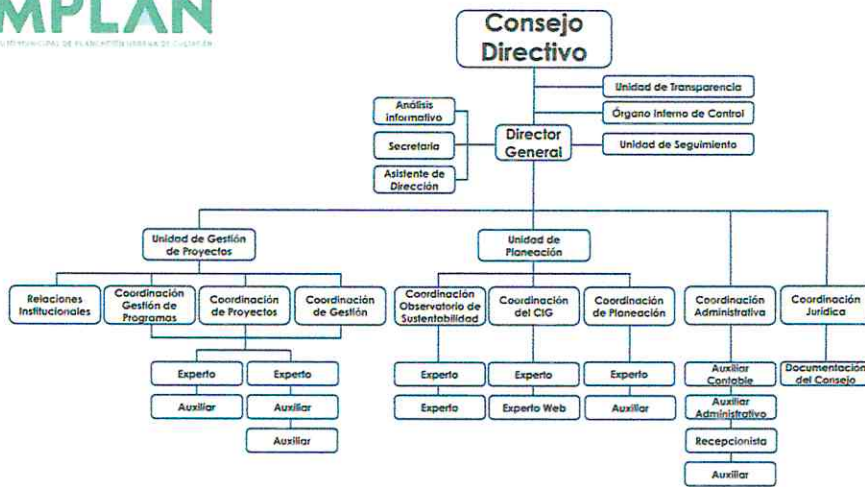 MPLAN
Consejo
Directivo
Unidad de Transparencia
Órgano Interno de Control
Análisis
informativo
Secretaria
Asistente de
Dirección
Director
General
Unidad de Seguimiento
Unidad de Gestión
de Proyectos
Unidad de
Planeación
Relaciones
Institucionales
Coordinación
Gestión de
Programas
Coordinación
de Proyectos
Coordinación
de Gestión
Coordinación
Observatorio de
Sustentabilidad
Coordinación
del CIG
Coordinación
de Planeación
Coordinación
Administrativa
Coordinación
Jurídica
Experto
Auxiliar
Experto
Auxiliar
Auxiliar
Experto
Experto
Experto
Experto Web
Experto
Auxiliar
Auxiliar
Contable
Auxiliar
Administrativo
Recepcionista
Auxiliar
Documentación
del Consejo